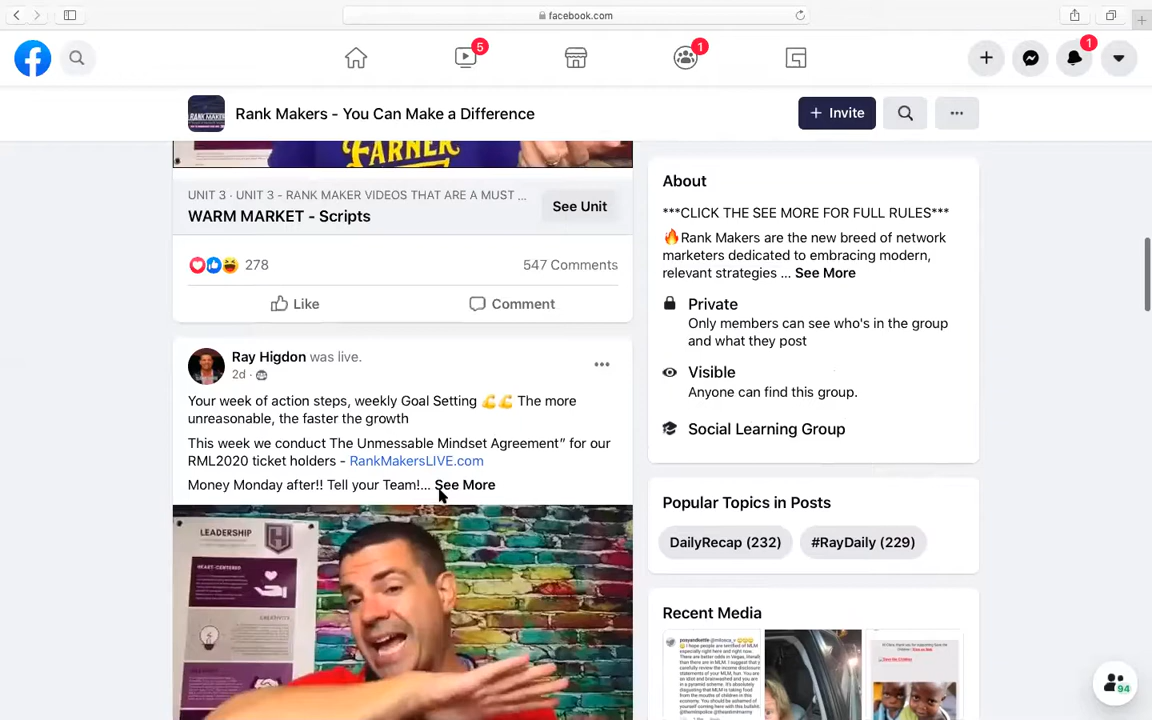 facebook.com
5
1
1
RANK MAKER
Rank Makers - You Can Make a Difference
+ Invite
EARNER
UNIT 3 · UNIT 3 - RANK MAKER VIDEOS THAT ARE A MUST ...
WARM MARKET - Scripts
See Unit
278
547 Comments
Like
Comment
Ray Higdon was live.
2d ·
Your week of action steps, weekly Goal Setting 💪💪 The more
unreasonable, the faster the growth
This week we conduct The Unmessable Mindset Agreement” for our
RML2020 ticket holders - RankMakersLIVE.com
Money Monday after!! Tell your Team!... See More
LEADERSHIP
H
HEART-CENTERED
About
***CLICK THE SEE MORE FOR FULL RULES***
🔥Rank Makers are the new breed of network
marketers dedicated to embracing modern,
relevant strategies ... See More
Private
Only members can see who's in the group
and what they post
Visible
Anyone can find this group.
Social Learning Group
Popular Topics in Posts
DailyRecap (232)
#RayDaily (229)
Recent Media
94